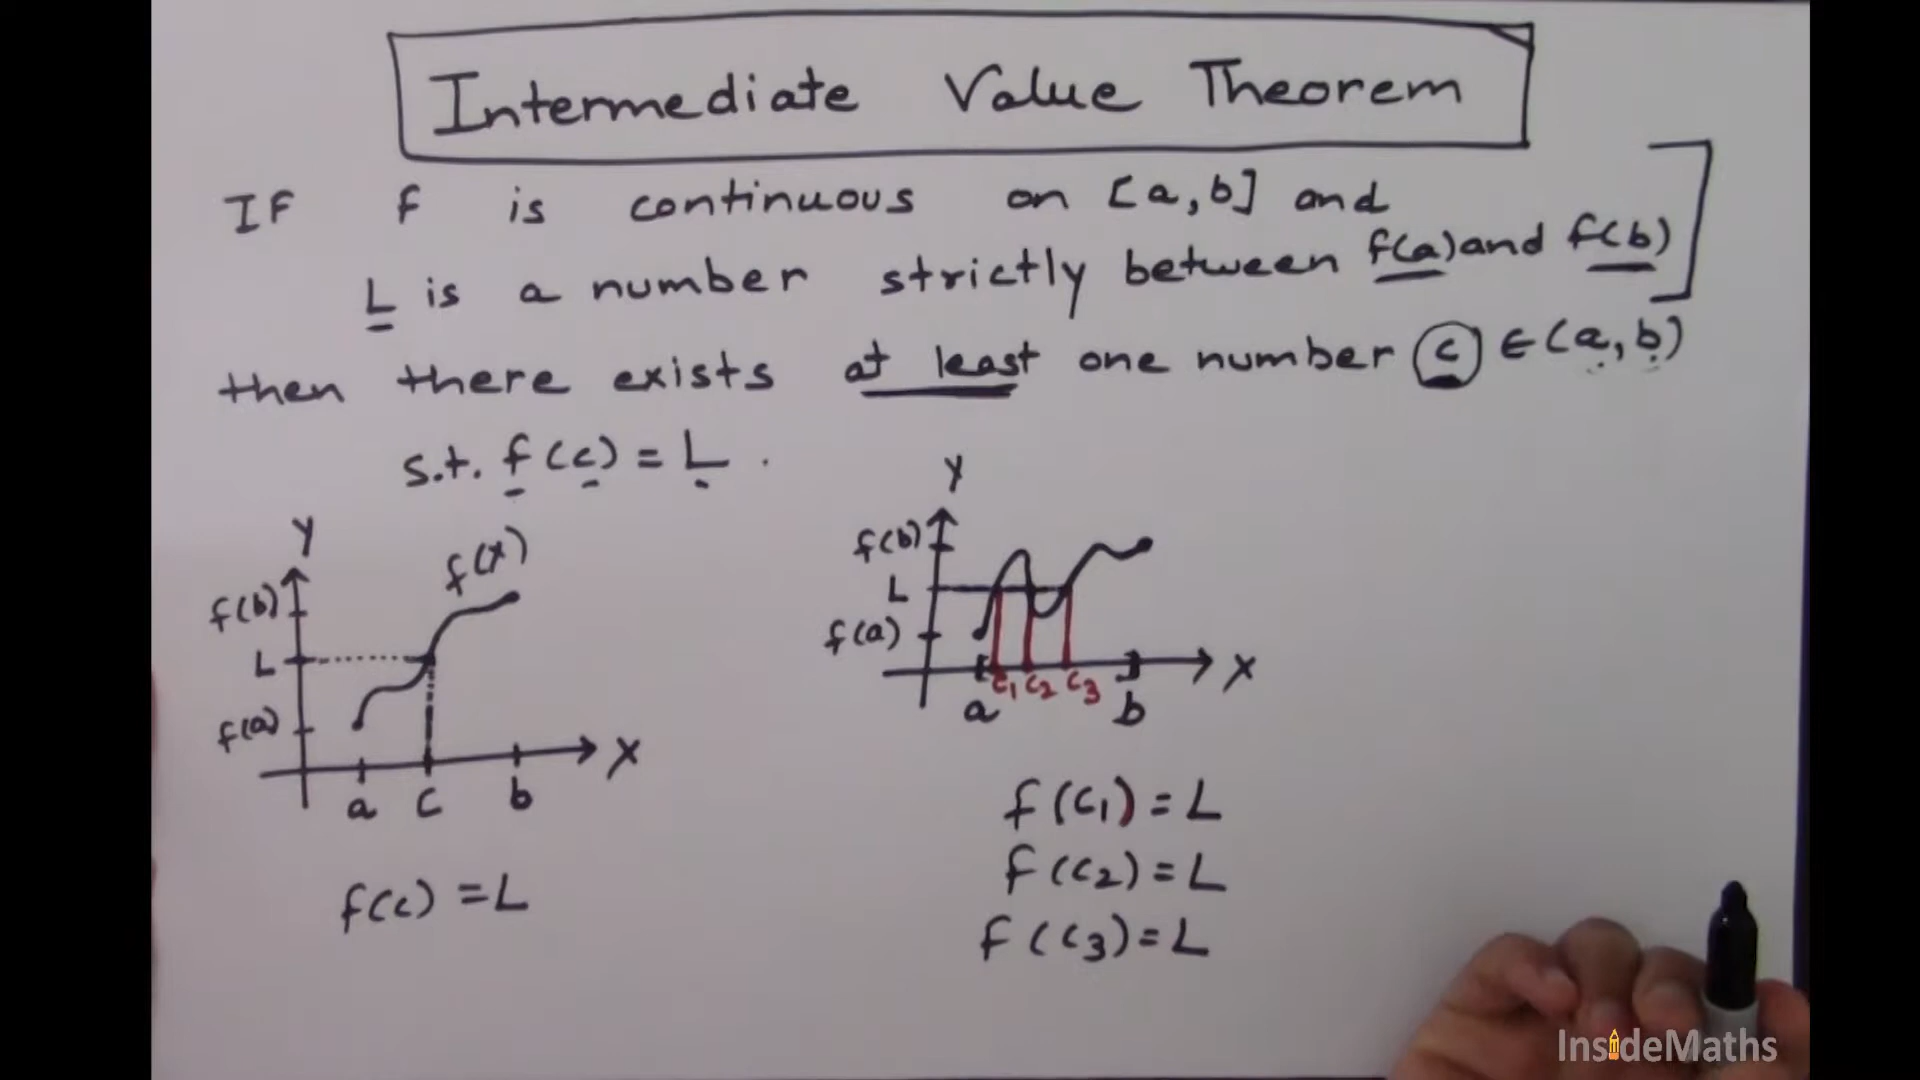 Intermediate Value Theorem
If f is continuous on [a,b] and
L is a number strictly between f(a) and f(b)
then there exists at least one number c ∈ (a,b)
s.t. f(c) = L.
Y
f(x)
f(b)
L
f(a)
a c b
X
f(c) = L
Y
f(b)
L
f(a)
c1 c2 c3
a b
X
f(c1) = L
f(c2) = L
f(c3) = L
InsideMaths